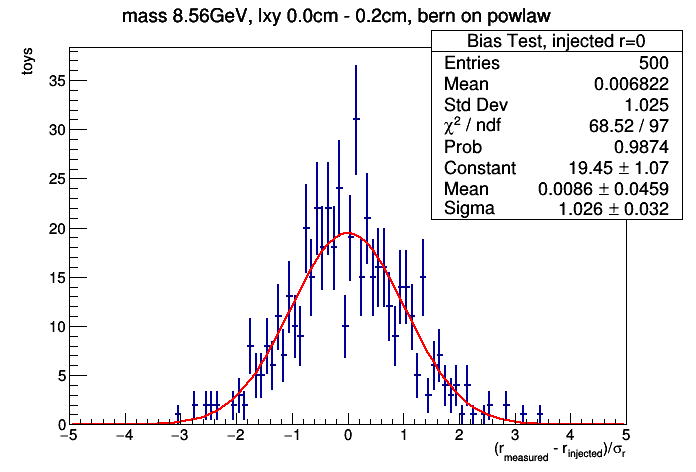 mass 8.56GeV, lxy 0.0cm - 0.2cm, bern on powlaw
Bias Test, injected r=0
Entries 500
Mean 0.006822
Std Dev 1.025
χ² / ndf 68.52 / 97
Prob 0.9874
Constant 19.45 ± 1.07
Mean 0.0086 ± 0.0459
Sigma 1.026 ± 0.032
toys
35
30
25
20
15
10
5
0
−5 −4 −3 −2 −1 0 1 2 3 4 5
(r_measured - r_injected)/σ_r